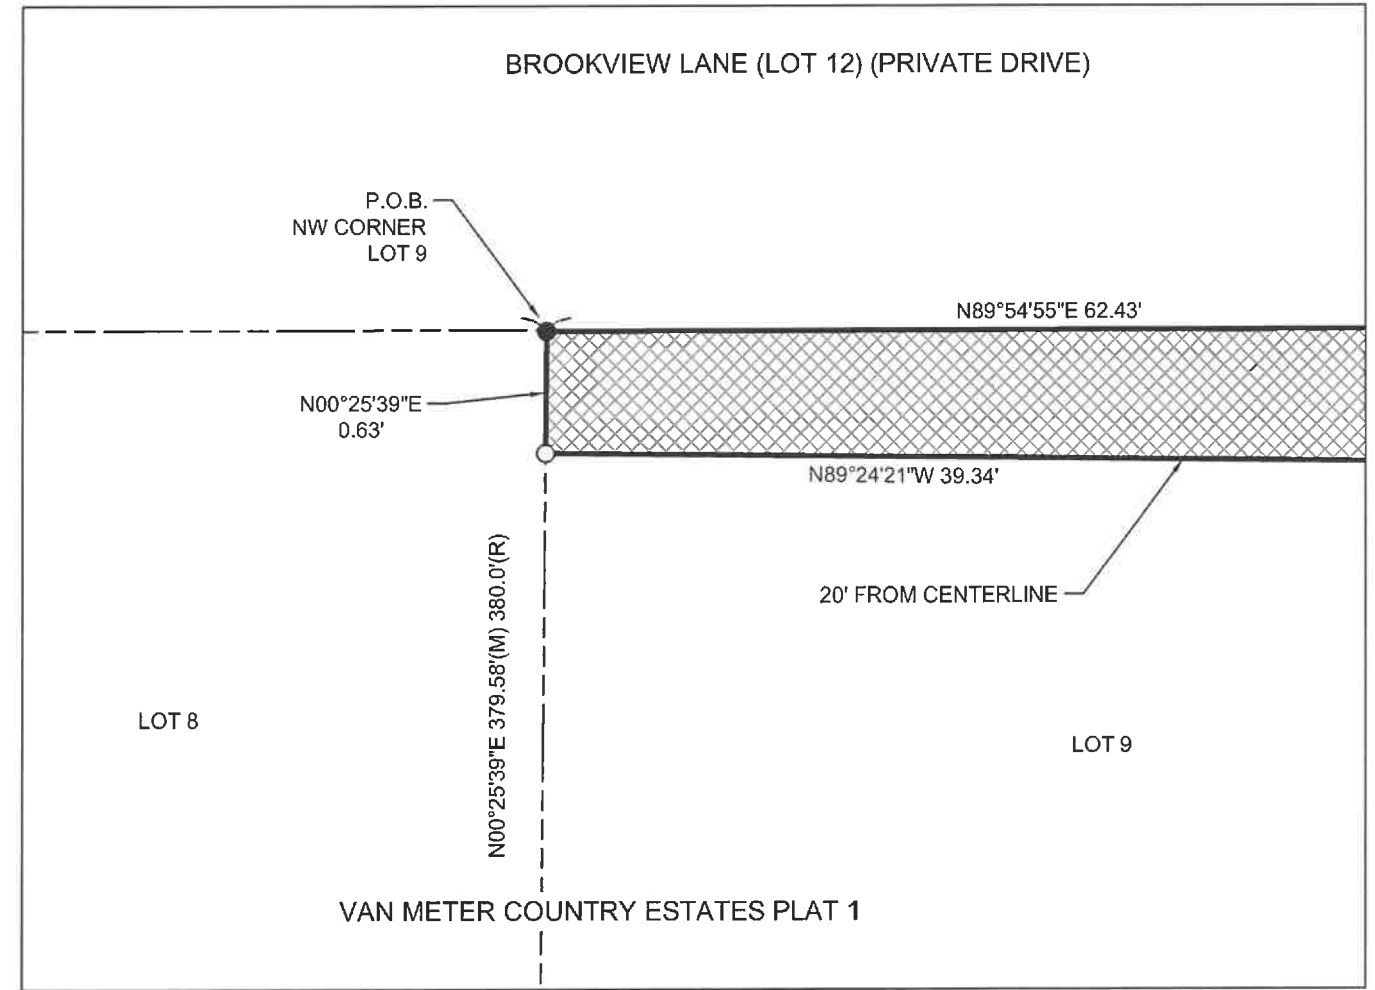 BROOKVIEW LANE (LOT 12) (PRIVATE DRIVE)
P.O.B.
NW CORNER
LOT 9
N89°54'55"E 62.43'
N00°25'39"E
0.63'
N89°24'21"W 39.34'
N00°25'39"E 379.58'(M) 380.0'(R)
20' FROM CENTERLINE
LOT 8
LOT 9
VAN METER COUNTRY ESTATES PLAT 1